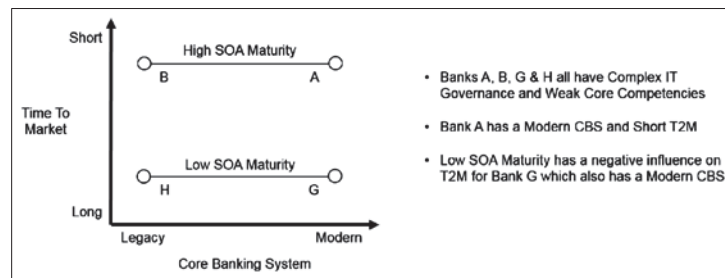 Short
High SOA Maturity
B
A
Time To
Market
Low SOA Maturity
H
G
Long
Legacy
Modern
Core Banking System
• Banks A, B, G & H all have Complex IT
Governance and Weak Core Competencies
• Bank A has a Modern CBS and Short T2M
• Low SOA Maturity has a negative influence on
T2M for Bank G which also has a Modern CBS